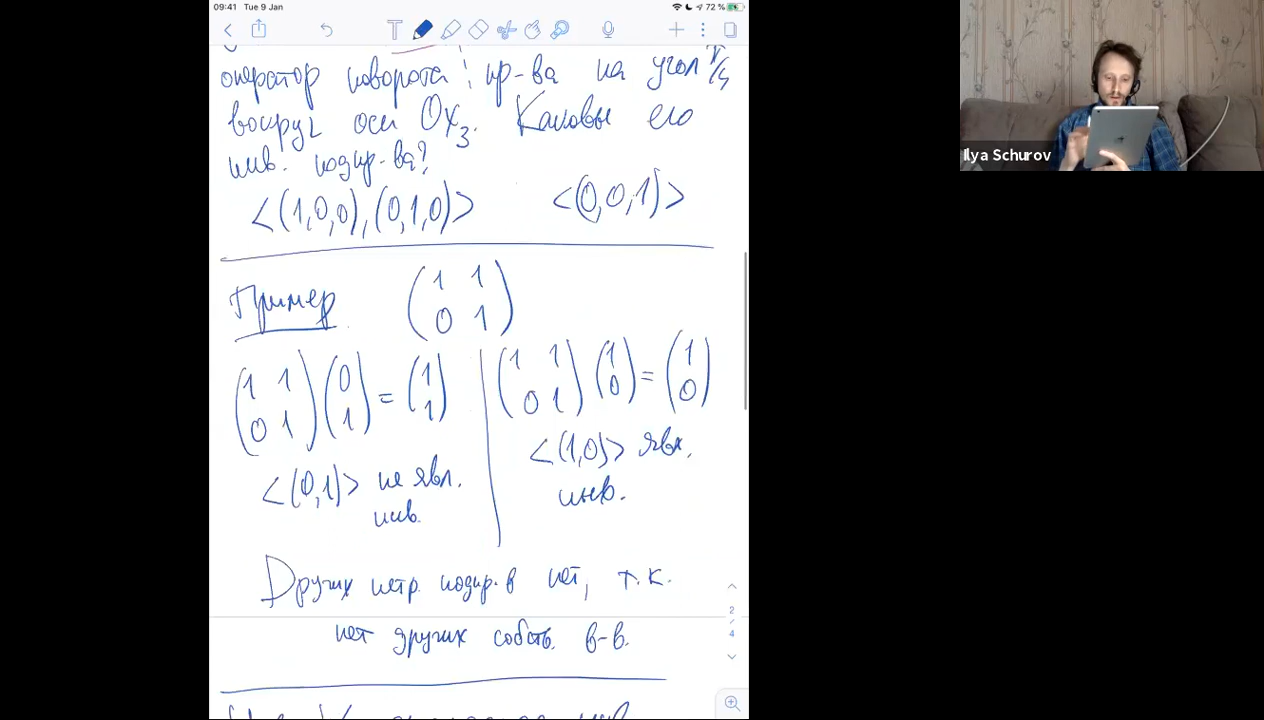 09:41 Tue 9 Jan
72 %
оператор поворота пр-ва на угол π/4
вокруг оси Ox₃. Каковы его
инв. подпр-ва?
<(1,0,0),(0,1,0)> <(0,0,1)>
Пример (1 1; 0 1)
(1 1; 0 1)(0; 1) = (1; 1)
<(0,1)> не явл.
инв.
(1 1; 0 1)(1; 0) = (1; 0)
<(1,0)> явл.
инв.
Других нетр. подпр-в нет, т.к.
нет других собств. в-в.
2
/
4
Ilya Schurov